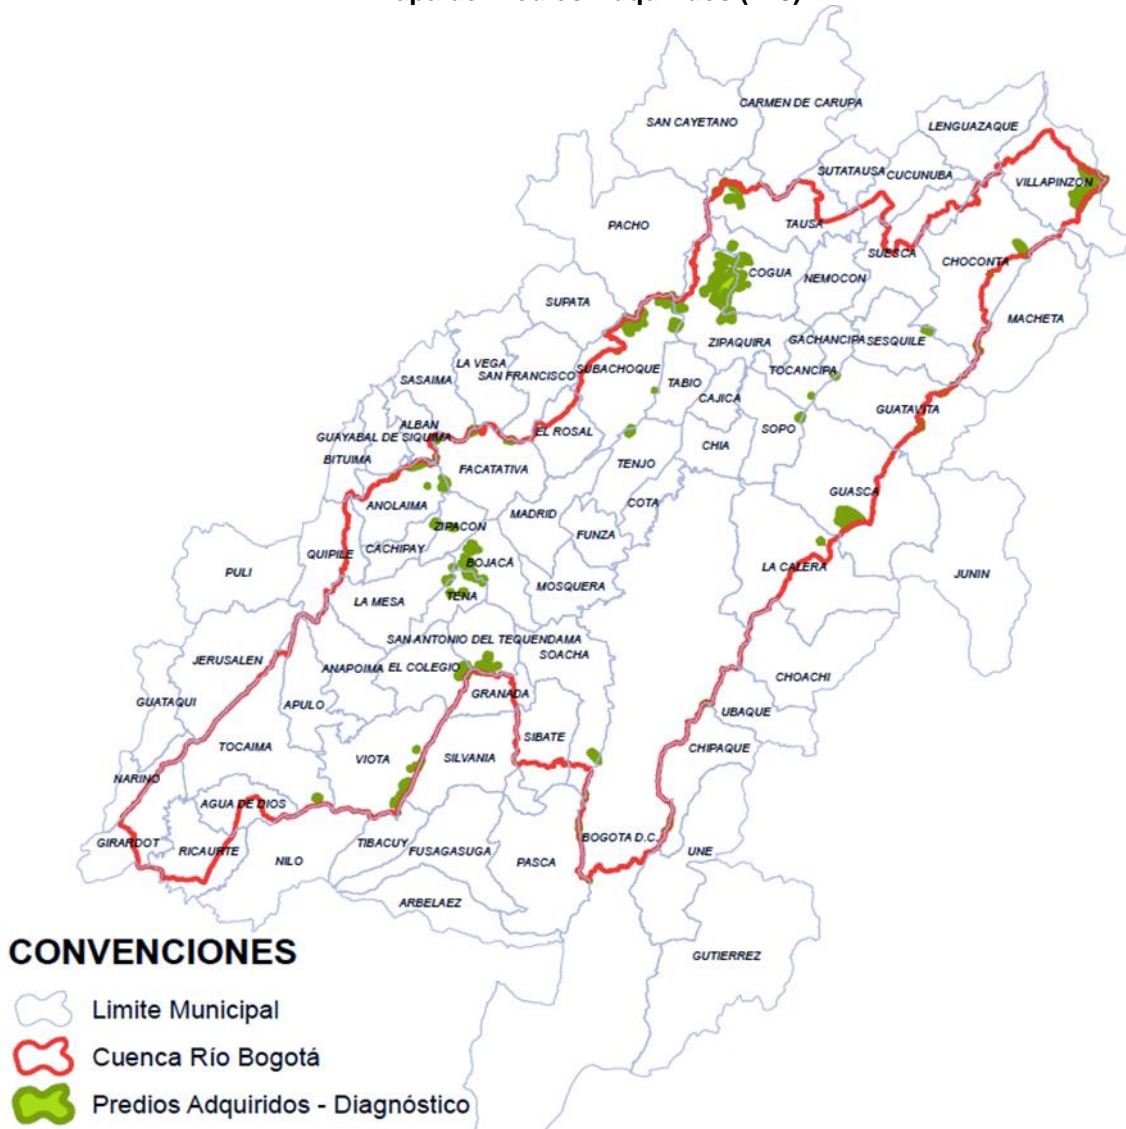 CARMEN DE CARUPA
SAN CAYETANO
LENGUAZAQUE
SUTATAUSA
CUCUNUBA
VILLAPINZON
PACHO
TAUSA
SUESCA
CHOCONTA
COGUA
NEMOCON
SUPATA
MACHETA
ZIPAQUIRA
GACHANCIPA
SESQUILE
LA VEGA
SAN FRANCISCO
SUBACHOQUE
TOCANCIPA
SASAIMA
TABIO
CAJICA
GUATAVITA
ALBAN
GUAYABAL DE SIQUIMA
EL ROSAL
SOPO
CHIA
BITUIMA
FACATATIVA
TENJO
GUASCA
ANOLAIMA
COTA
MADRID
ZIPACON
FUNZA
CACHIPAY
QUIPILE
BOJACÁ
LA CALERA
PULI
JUNIN
MOSQUERA
LA MESA
TENA
SAN ANTONIO DEL TEQUENDAMA
SOACHA
JERUSALEN
ANAPOIMA
EL COLEGIO
CHOACHI
GRANADA
GUATAQUI
APULO
UBAQUE
SIBATE
TOCAIMA
CHIPAQUE
VIOTA
SILVANIA
NARINO
AGUA DE DIOS
GIRARDOT
RICAURTE
TIBACUY
BOGOTA D.C.
FUSAGASUGA
UNE
NILO
PASCA
ARBELAEZ
GUTIERREZ
CONVENCIONES
Limite Municipal
Cuenca Río Bogotá
Predios Adquiridos - Diagnóstico